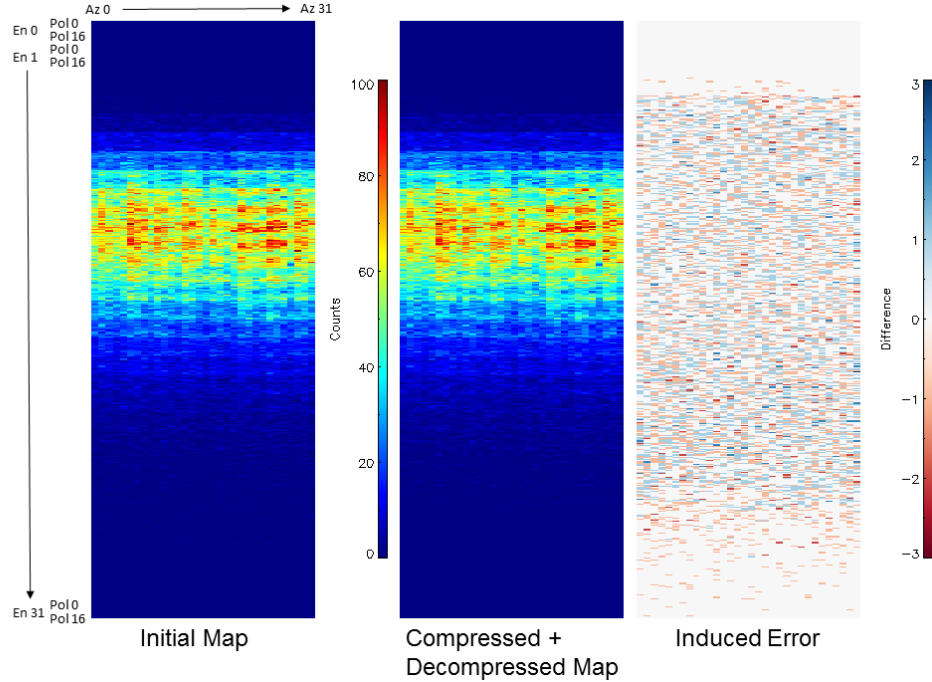 Az 0
Az 31
En 0
Pol 0
Pol 16
En 1
Pol 0
Pol 16
En 31
Pol 0
Pol 16
100
80
60
40
20
0
Counts
3
2
1
0
−1
−2
−3
Difference
Initial Map
Compressed +
Decompressed Map
Induced Error